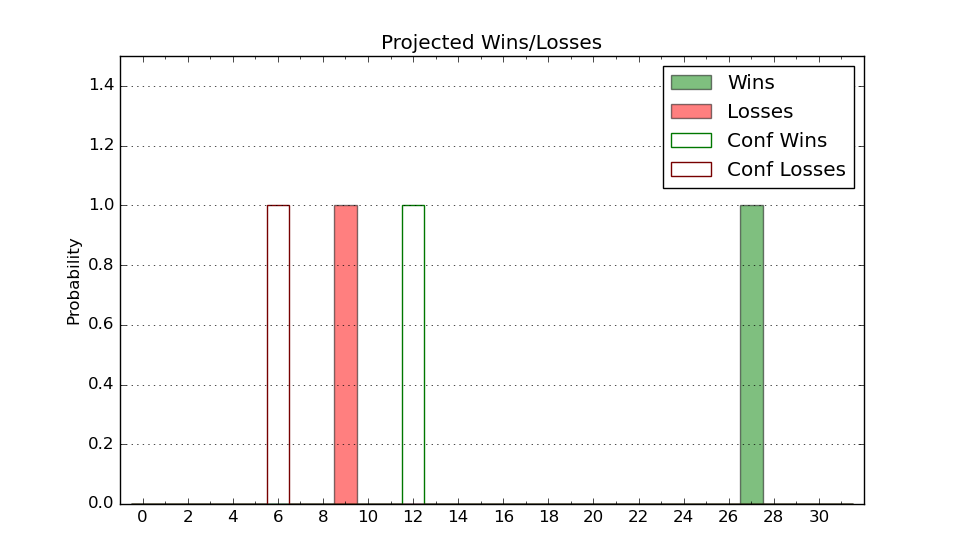 Projected Wins/Losses
1.4
1.2
1.0
0.8
0.6
0.4
0.2
0.0
Probability
Wins
Losses
Conf Wins
Conf Losses
0 2 4 6 8 10 12 14 16 18 20 22 24 26 28 30